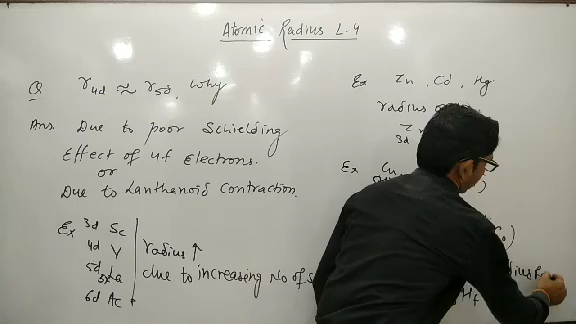 Atomic Radius L.4
Q r4d ≈ r5d, Why
Ans. Due to poor Schielding
Effect of 4f Electrons.
or
Due to Lanthanoid Contraction.
Ex 3d Sc
4d Y
5d La
6d Ac
radius ↑
due to increasing No of
Ex Zn, Cd, Hg
radius
3d
Ex Cu
Hf